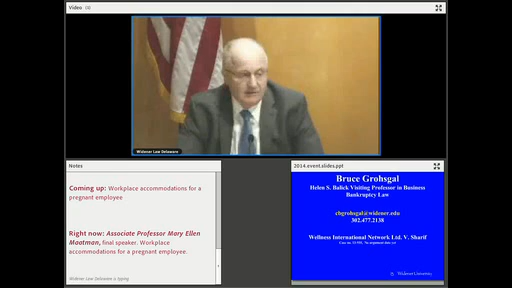 Video
Widener Law Delaware
Notes
Coming up: Workplace accommodations for a
pregnant employee
Right now: Associate Professor Mary Ellen
Maatman, final speaker. Workplace
accommodations for a pregnant employee.
Widener Law Delaware is typing.
2014.event.slides.ppt
Bruce Grohsgal
Helen S. Balick Visiting Professor in Business
Bankruptcy Law
cbgrohsgal@widener.edu
302.477.2138
Wellness International Network Ltd. V. Sharif
Widener University